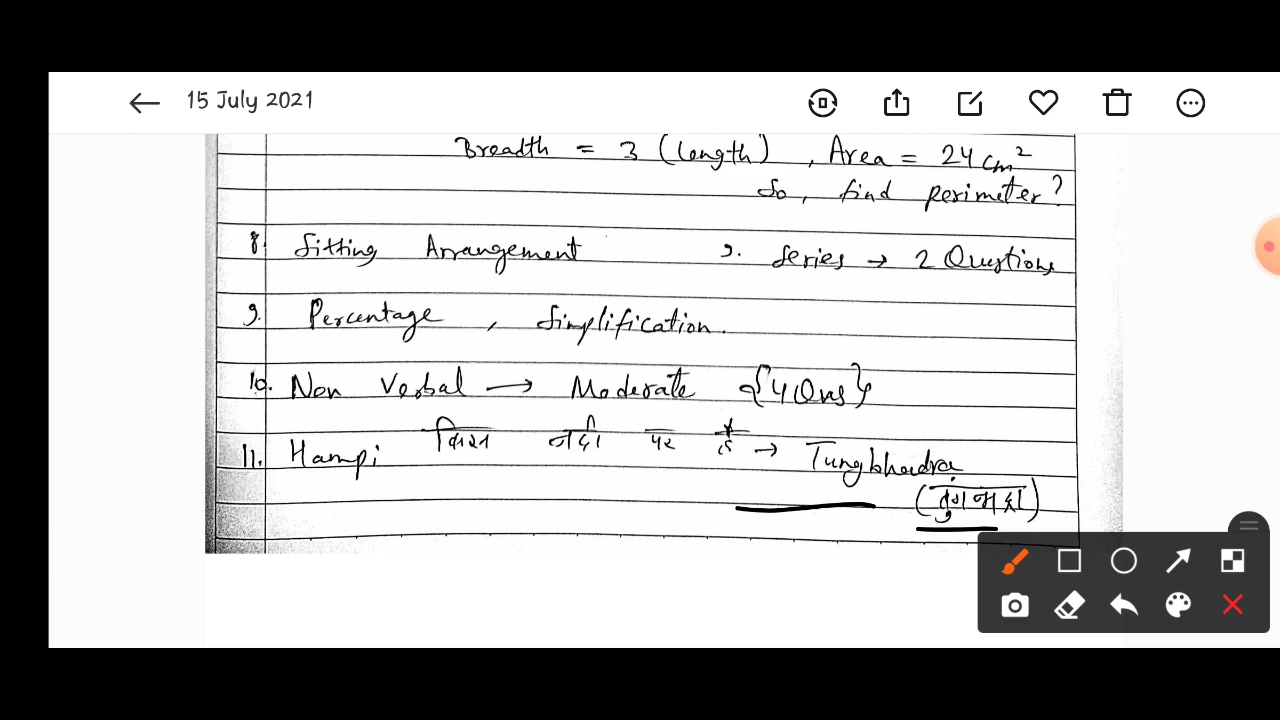 15 July 2021
Breadth = 3 (length) , Area = 24 cm²
So, find perimeter?
8. Sitting Arrangement 9. Series → 2 Questions
9. Percentage , Simplification.
10. Non Verbal → Moderate {4 Qns}
11. Hampi किस नदी पर है → Tungbhadra
(तुंगभद्रा)